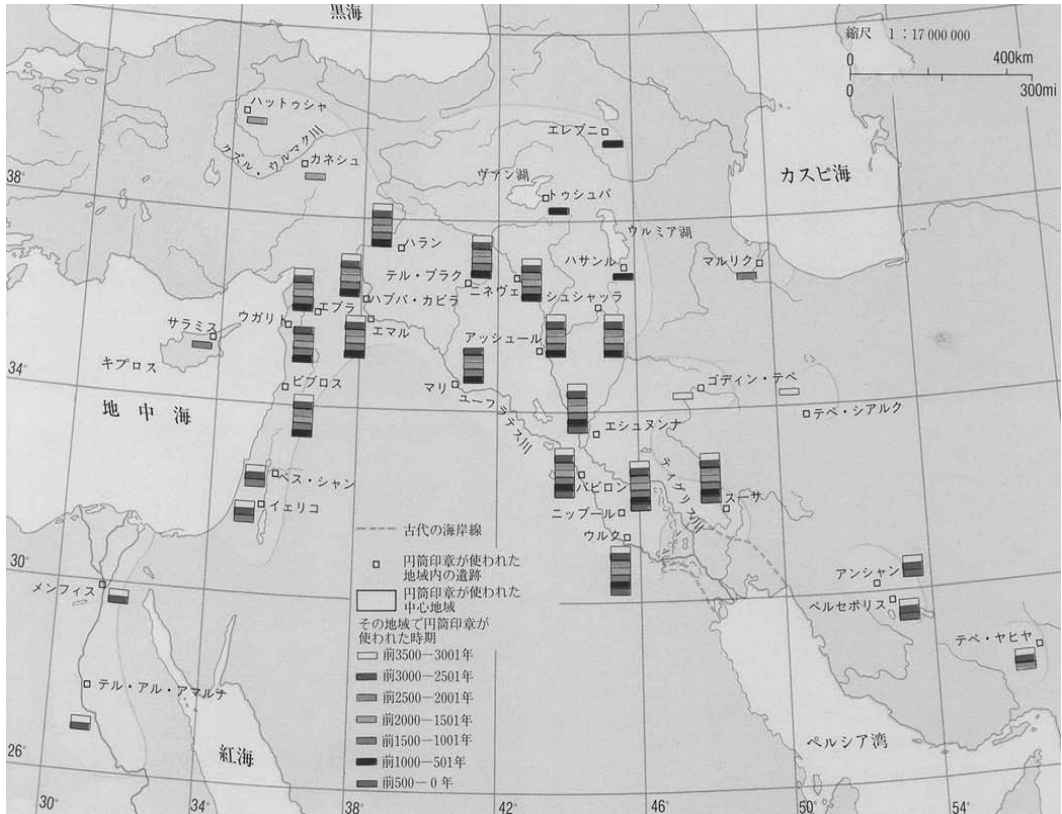 黒海
縮尺 1:17 000 000
0 400km
0 300mi
ハットゥシャ
クズル・ウルマク川
カネシュ
エレブニ
ヴァン湖
トゥシュパ
カスピ海
38°
ウルミア湖
ハラン
テル・ブラク
ニネヴェ
ハサンル
マルリク
ハブバ・カビラ
シュシャッラ
エブラ
ウガリト
エマル
サラミス
アッシュール
キプロス
34°
ビブロス
マリ
ユーフラテス川
ゴディン・テペ
テペ・シアルク
地中海
エシュヌンナ
ベス・シャン
バビロン
ティグリス川
スーサ
イェリコ
ニップール
ウルク
30°
メンフィス
アンシャン
ペルセポリス
テペ・ヤヒヤ
テル・アル・アマルナ
古代の海岸線
円筒印章が使われた
地域内の遺跡
円筒印章が使われた
中心地域
その地域で円筒印章が
使われた時期
前3500―3001年
前3000―2501年
前2500―2001年
前2000―1501年
前1500―1001年
前1000―501年
前500―0年
紅海
ペルシア湾
26°
30°
34°
38°
42°
46°
50°
54°